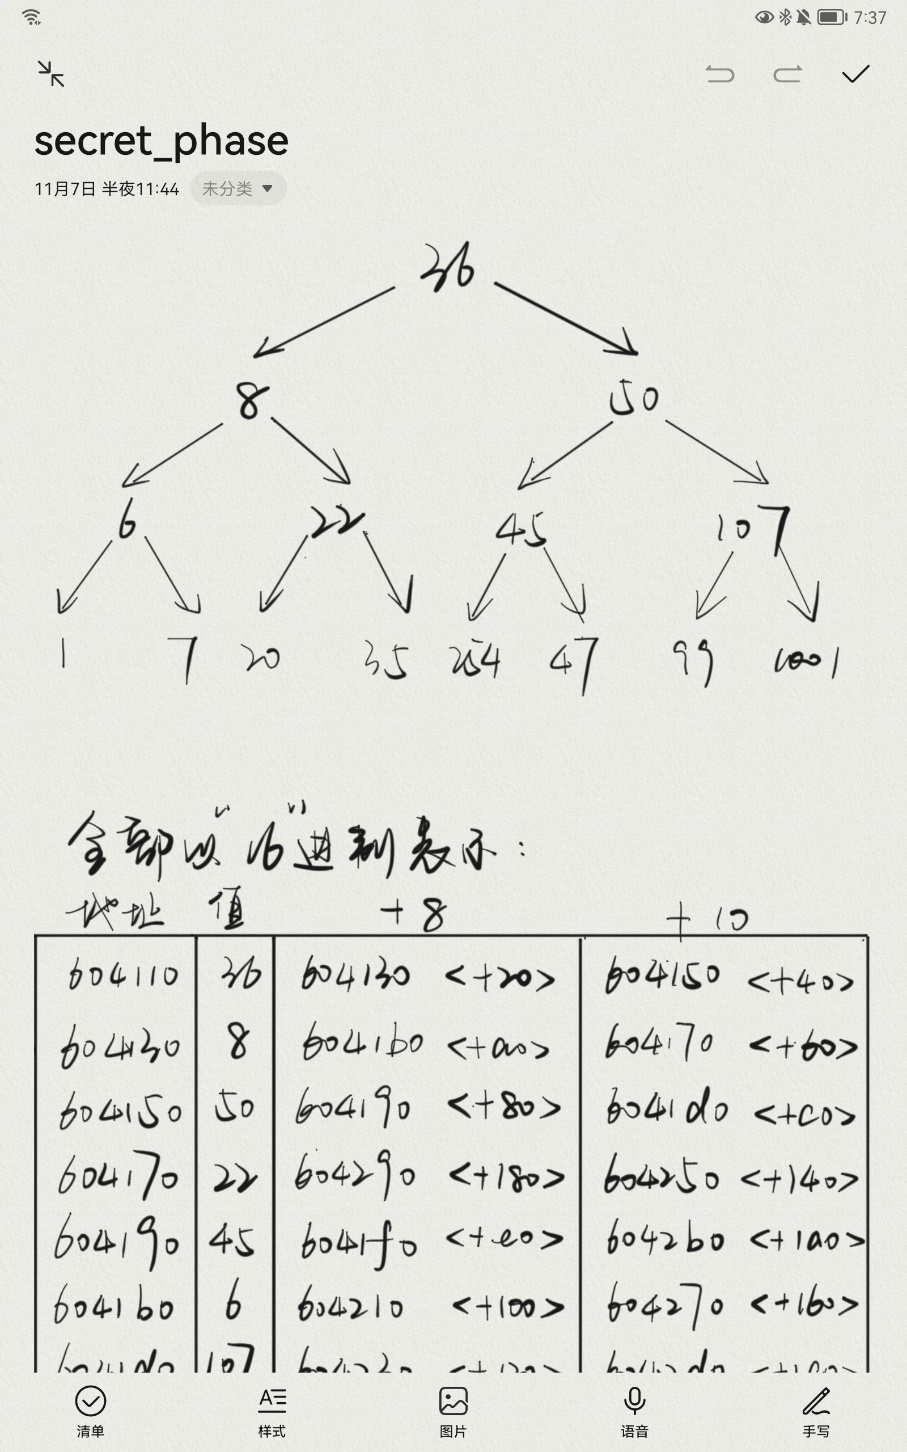 7:37
secret_phase
11月7日 半夜11:44 未分类
36
8 50
6 22 45 107
1 7 20 35 47 99 1001
全部以“16”进制表示：
地址 值 +8 +10
604110 36 604130 <+20> 604150 <+40>
604130 8 6041b0 <+a0> 604170 <+60>
604150 50 604190 <+80> 6041d0 <+c0>
604170 22 604290 <+180> 604250 <+140>
604190 45 6041f0 <+e0> 6042b0 <+1a0>
6041b0 6 604210 <+100> 604270 <+160>
6041d0 107
清单 样式 图片 语音 手写